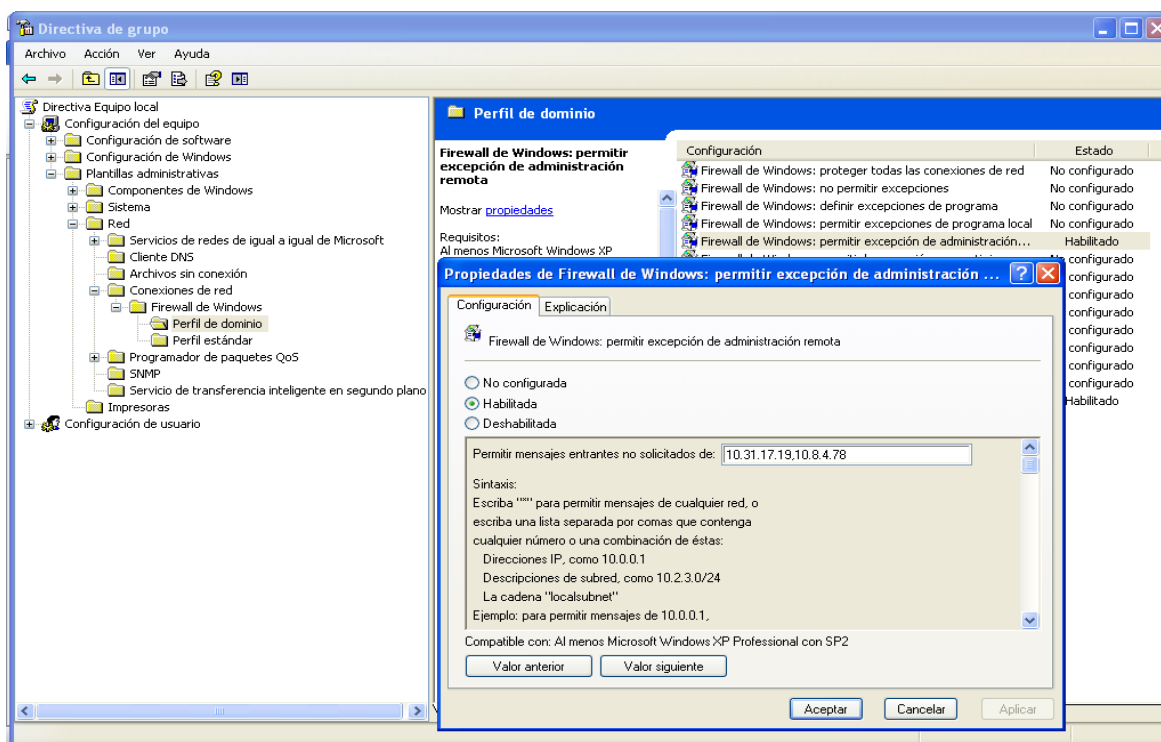 Directiva de grupo
Archivo Acción Ver Ayuda
Directiva Equipo local
Configuración del equipo
Configuración de software
Configuración de Windows
Plantillas administrativas
Componentes de Windows
Sistema
Red
Servicios de redes de igual a igual de Microsoft
Cliente DNS
Archivos sin conexión
Conexiones de red
Firewall de Windows
Perfil de dominio
Perfil estándar
Programador de paquetes QoS
SNMP
Servicio de transferencia inteligente en segundo plano
Impresoras
Configuración de usuario
Perfil de dominio
Firewall de Windows: permitir
excepción de administración
remota
Mostrar propiedades
Requisitos:
Al menos Microsoft Windows XP
Configuración Estado
Firewall de Windows: proteger todas las conexiones de red No configurado
Firewall de Windows: no permitir excepciones No configurado
Firewall de Windows: definir excepciones de programa No configurado
Firewall de Windows: permitir excepciones de programa local No configurado
Firewall de Windows: permitir excepción de administración... Habilitado
configurado
configurado
configurado
configurado
configurado
configurado
configurado
configurado
Habilitado
Propiedades de Firewall de Windows: permitir excepción de administración ...
Configuración Explicación
Firewall de Windows: permitir excepción de administración remota
No configurada
Habilitada
Deshabilitada
Permitir mensajes entrantes no solicitados de: 10.31.17.19,10.8.4.78
Sintaxis:
Escriba "*" para permitir mensajes de cualquier red, o
escriba una lista separada por comas que contenga
cualquier número o una combinación de éstas:
Direcciones IP, como 10.0.0.1
Descripciones de subred, como 10.2.3.0/24
La cadena "localsubnet"
Ejemplo: para permitir mensajes de 10.0.0.1,
Compatible con: Al menos Microsoft Windows XP Professional con SP2
Valor anterior Valor siguiente
Aceptar Cancelar Aplicar